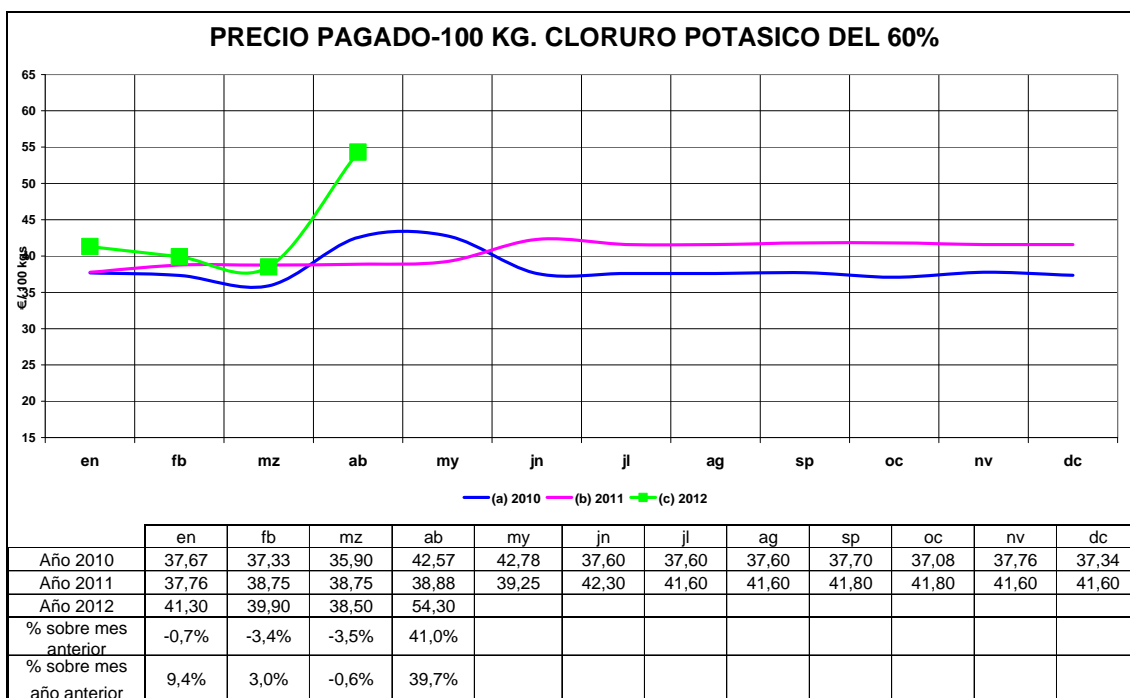 PRECIO PAGADO-100 KG. CLORURO POTASICO DEL 60%
65
60
55
50
45
40
35
30
25
20
15
€/ 100 kgs
en fb mz ab my jn jl ag sp oc nv dc
(a) 2010 (b) 2011 (c) 2012
en fb mz ab my jn jl ag sp oc nv dc
Año 2010 37,67 37,33 35,90 42,57 42,78 37,60 37,60 37,60 37,70 37,08 37,76 37,34
Año 2011 37,76 38,75 38,75 38,88 39,25 42,30 41,60 41,60 41,80 41,80 41,60 41,60
Año 2012 41,30 39,90 38,50 54,30
% sobre mes
anterior -0,7% -3,4% -3,5% 41,0%
% sobre mes
año anterior 9,4% 3,0% -0,6% 39,7%